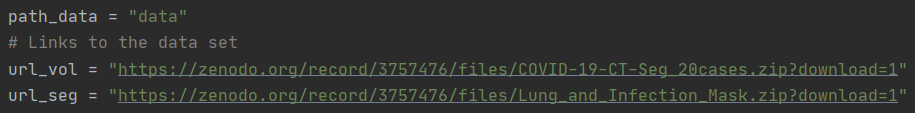 path_data = "data"
# Links to the data set
url_vol = "https://zenodo.org/record/3757476/files/COVID-19-CT-Seg_20cases.zip?download=1"
url_seg = "https://zenodo.org/record/3757476/files/Lung_and_Infection_Mask.zip?download=1"